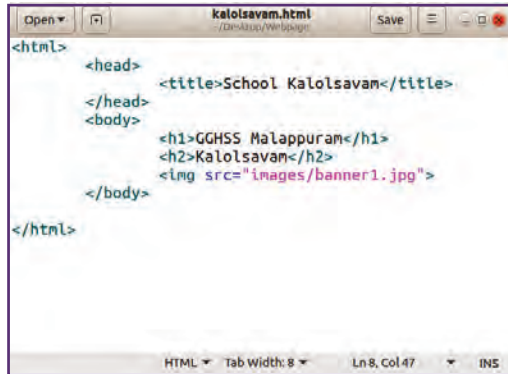 Open
kalolsavam.html
~/Desktop/Webpage
Save
<html>
<head>
<title>School Kalolsavam</title>
</head>
<body>
<h1>GGHSS Malappuram</h1>
<h2>Kalolsavam</h2>
<img src="images/banner1.jpg">
</body>
</html>
HTML Tab Width: 8 Ln 8, Col 47 INS